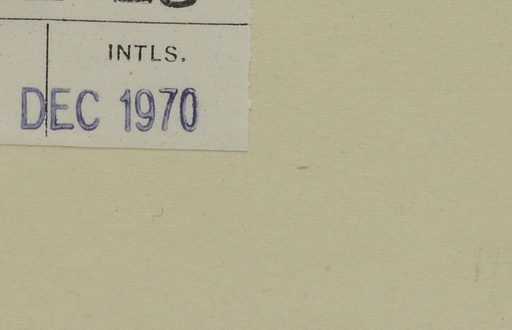 INTLS.
DEC 1970